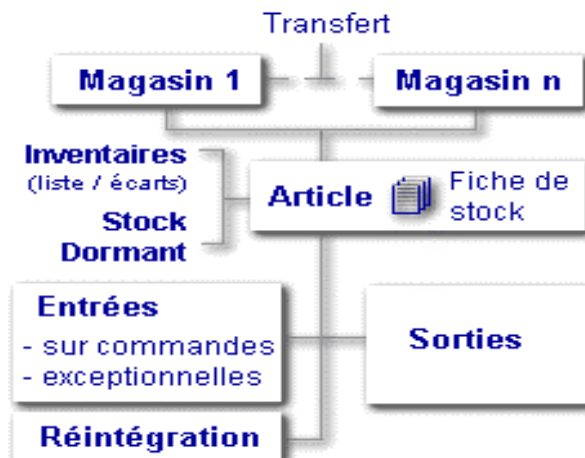 Transfert
Magasin 1
Magasin n
Inventaires
(liste / écarts)
Stock
Dormant
Article
Fiche de
stock
Entrées
- sur commandes
- exceptionnelles
Sorties
Réintégration